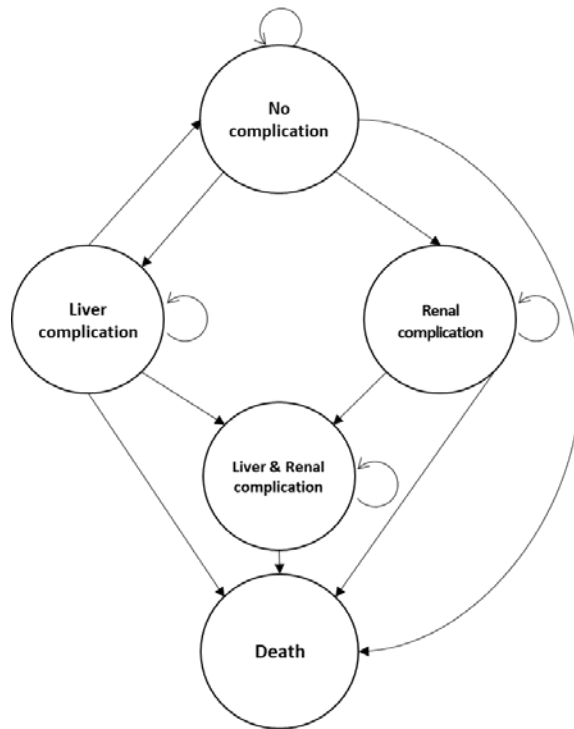 No
complication
Liver
complication
Renal
complication
Liver & Renal
complication
Death